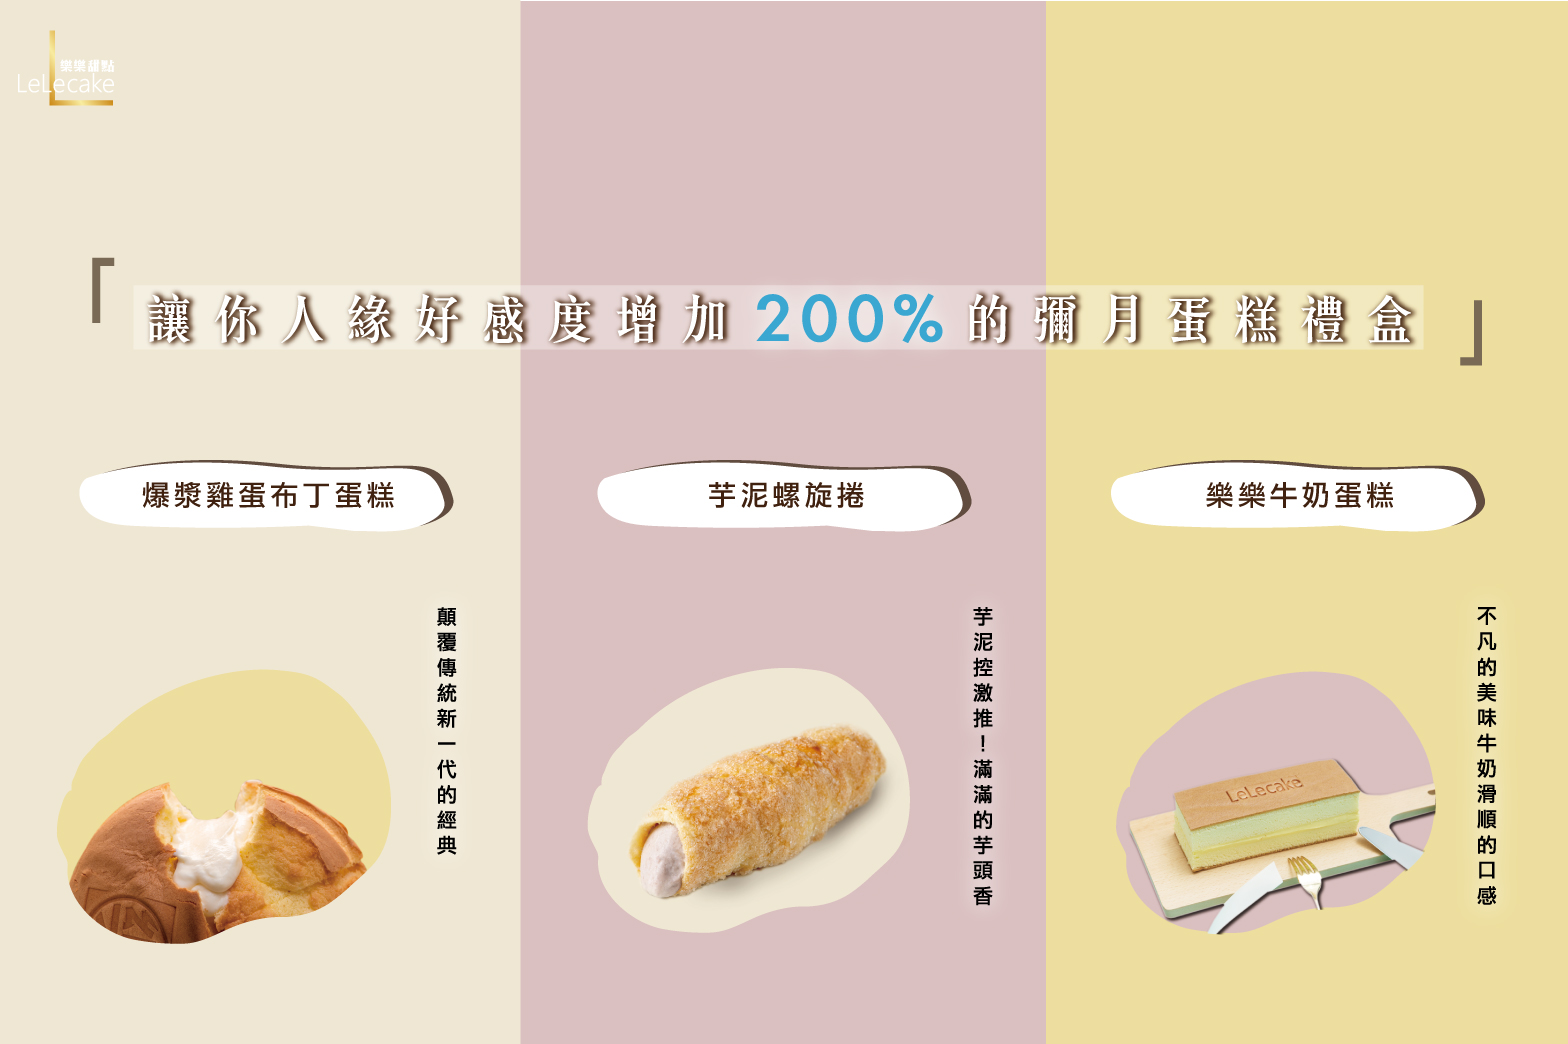 樂樂甜點
LeLecake
「讓你人緣好感度增加200%的彌月蛋糕禮盒」
爆漿雞蛋布丁蛋糕
顛覆傳統新一代的經典
芋泥螺旋捲
芋泥控激推！滿滿的芋頭香
樂樂牛奶蛋糕
不凡的美味牛奶滑順的口感
LeLecake